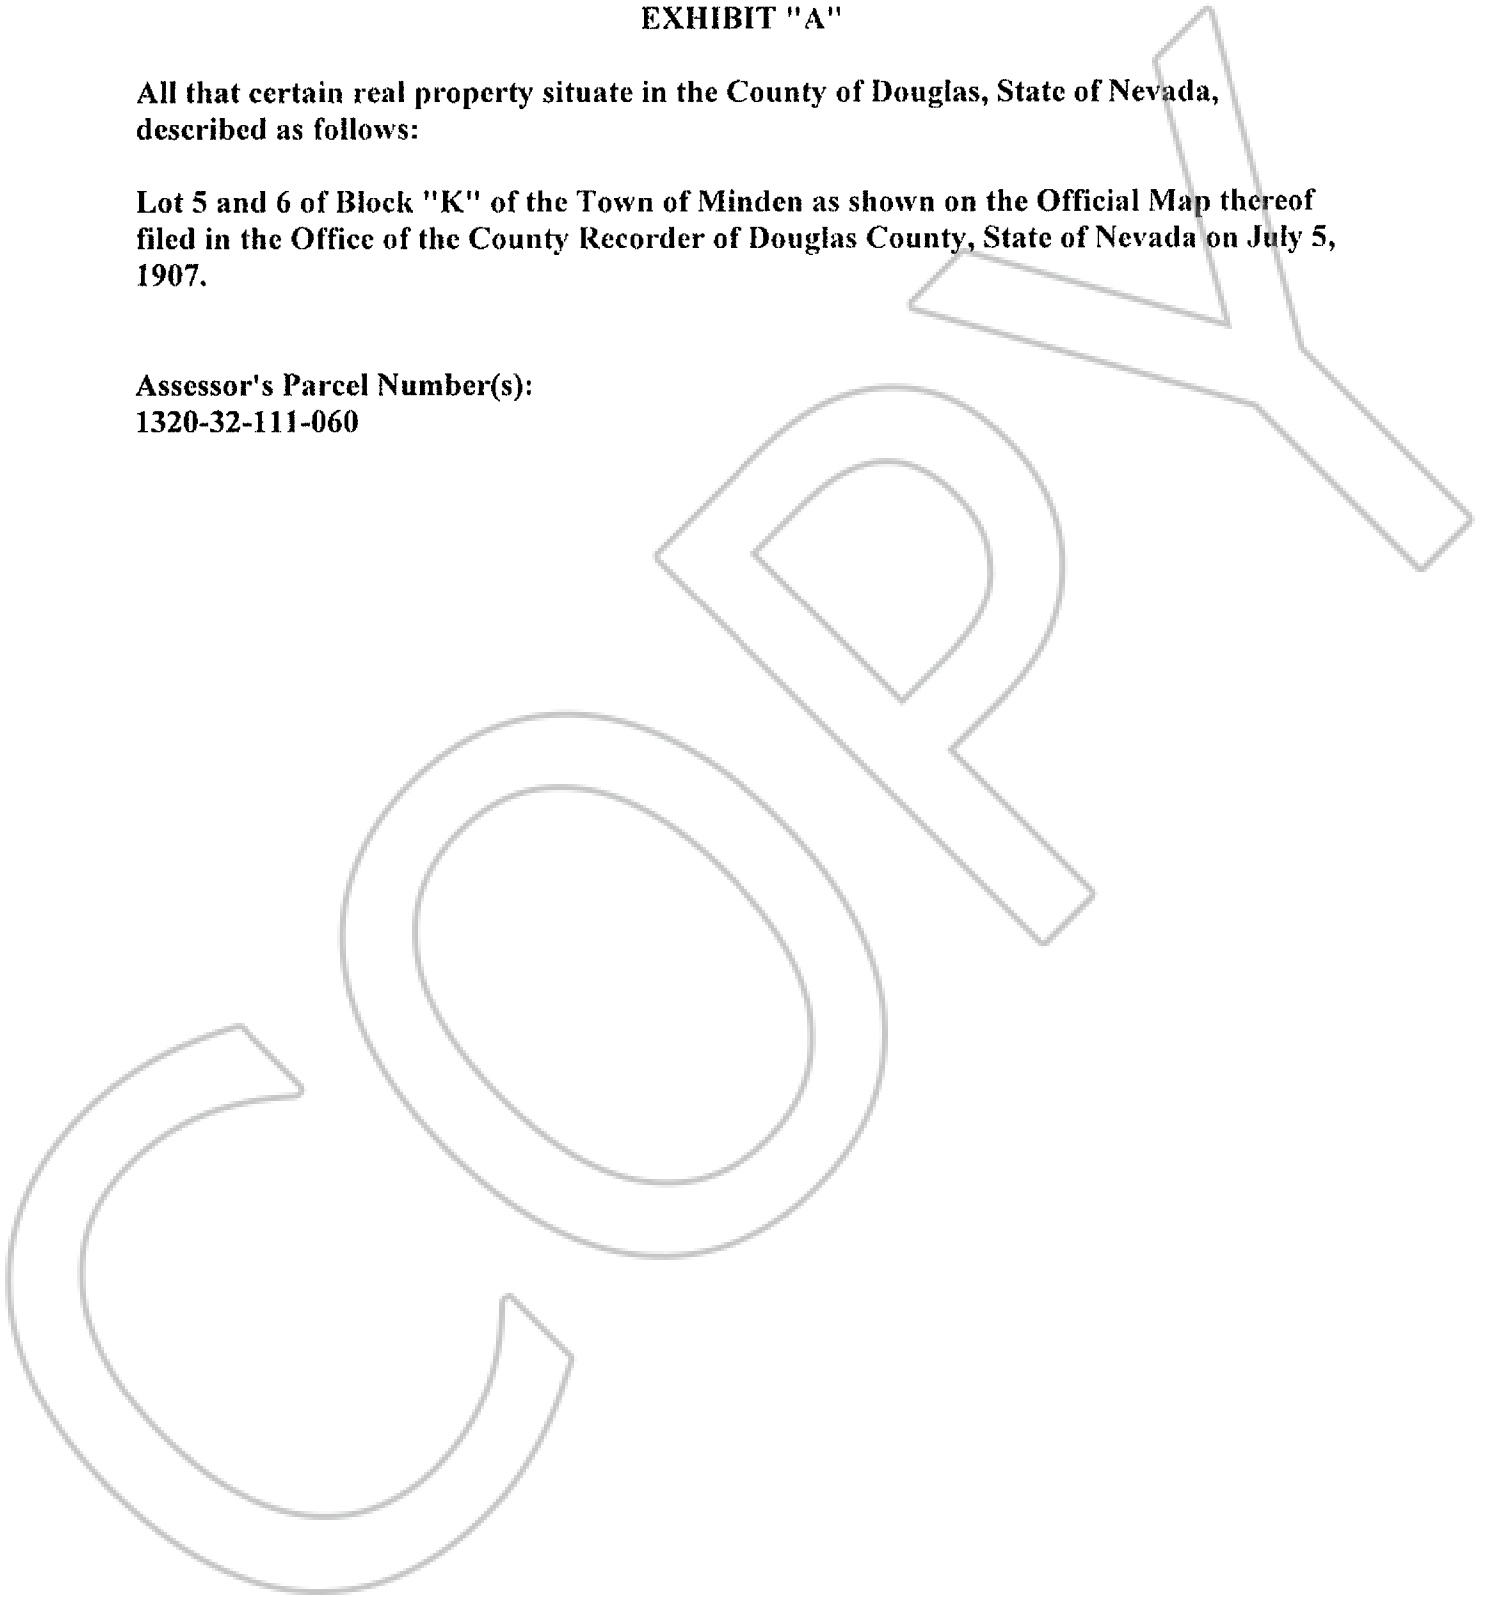 EXHIBIT "A"
All that certain real property situate in the County of Douglas, State of Nevada,
described as follows:
Lot 5 and 6 of Block "K" of the Town of Minden as shown on the Official Map thereof
filed in the Office of the County Recorder of Douglas County, State of Nevada on July 5,
1907.
Assessor's Parcel Number(s):
1320-32-111-060
COPY